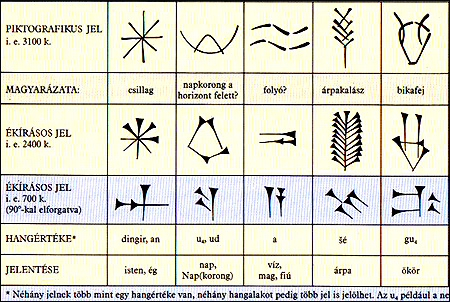 PIKTOGRAFIKUS JEL
i. e. 3100 k.
MAGYARÁZATA:
csillag
napkorong a
horizont felett?
folyó?
árpakalász
bikafej
ÉKÍRÁSOS JEL
i. e. 2400 k.
ÉKÍRÁSOS JEL
i. e. 700 k.
(90°-kal elforgatva)
HANGÉRTÉKE*
dingir, an
u₄, ud
a
šé
gu₄
JELENTÉSE
isten, ég
nap,
Nap(korong)
víz,
mag, fiú
árpa
ökör
* Néhány jelnek több mint egy hangértéke van, néhány hangalakot pedig több jel is jelölhet. Az u₄ például a ne